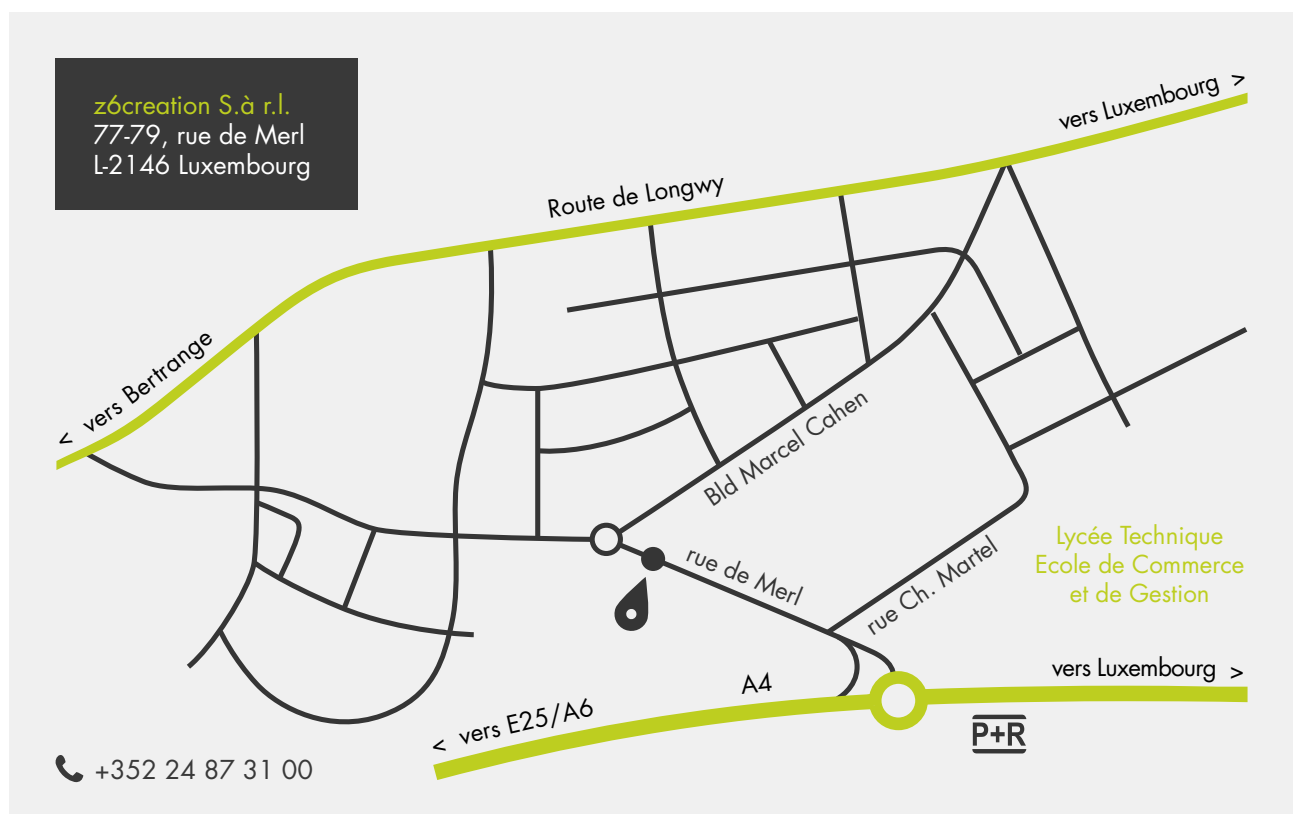 z6creation S.à r.l.
77-79, rue de Merl
L-2146 Luxembourg
vers Luxembourg >
Route de Longwy
< vers Bertrange
Bld Marcel Cahen
rue de Merl
rue Ch. Martel
Lycée Technique
Ecole de Commerce
et de Gestion
vers Luxembourg >
A4
< vers E25/A6
P+R
+352 24 87 31 00